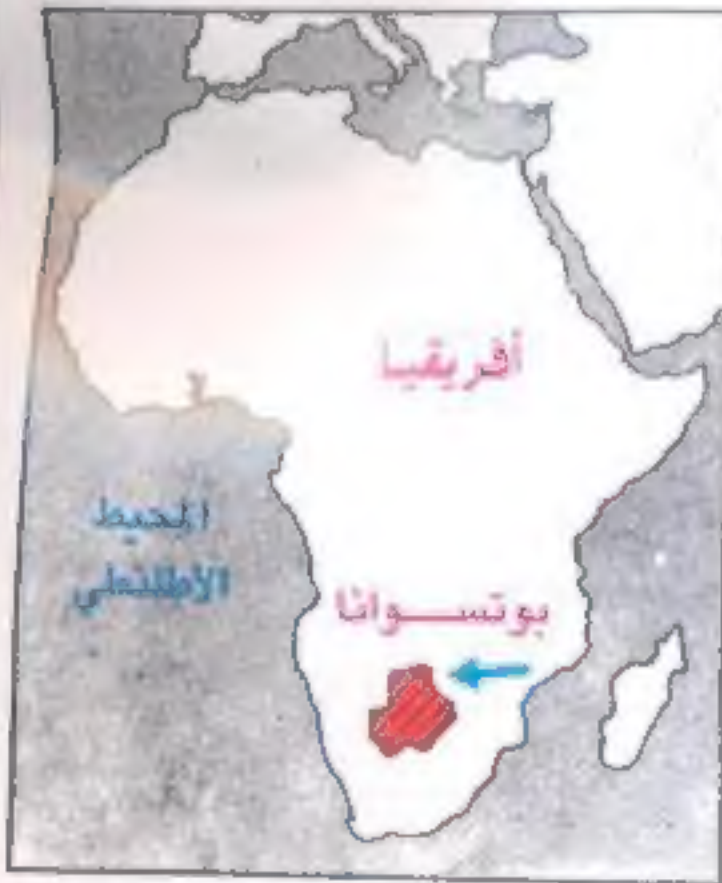 أفريقيا
المحيط
الأطلنطي
بوتسوانا